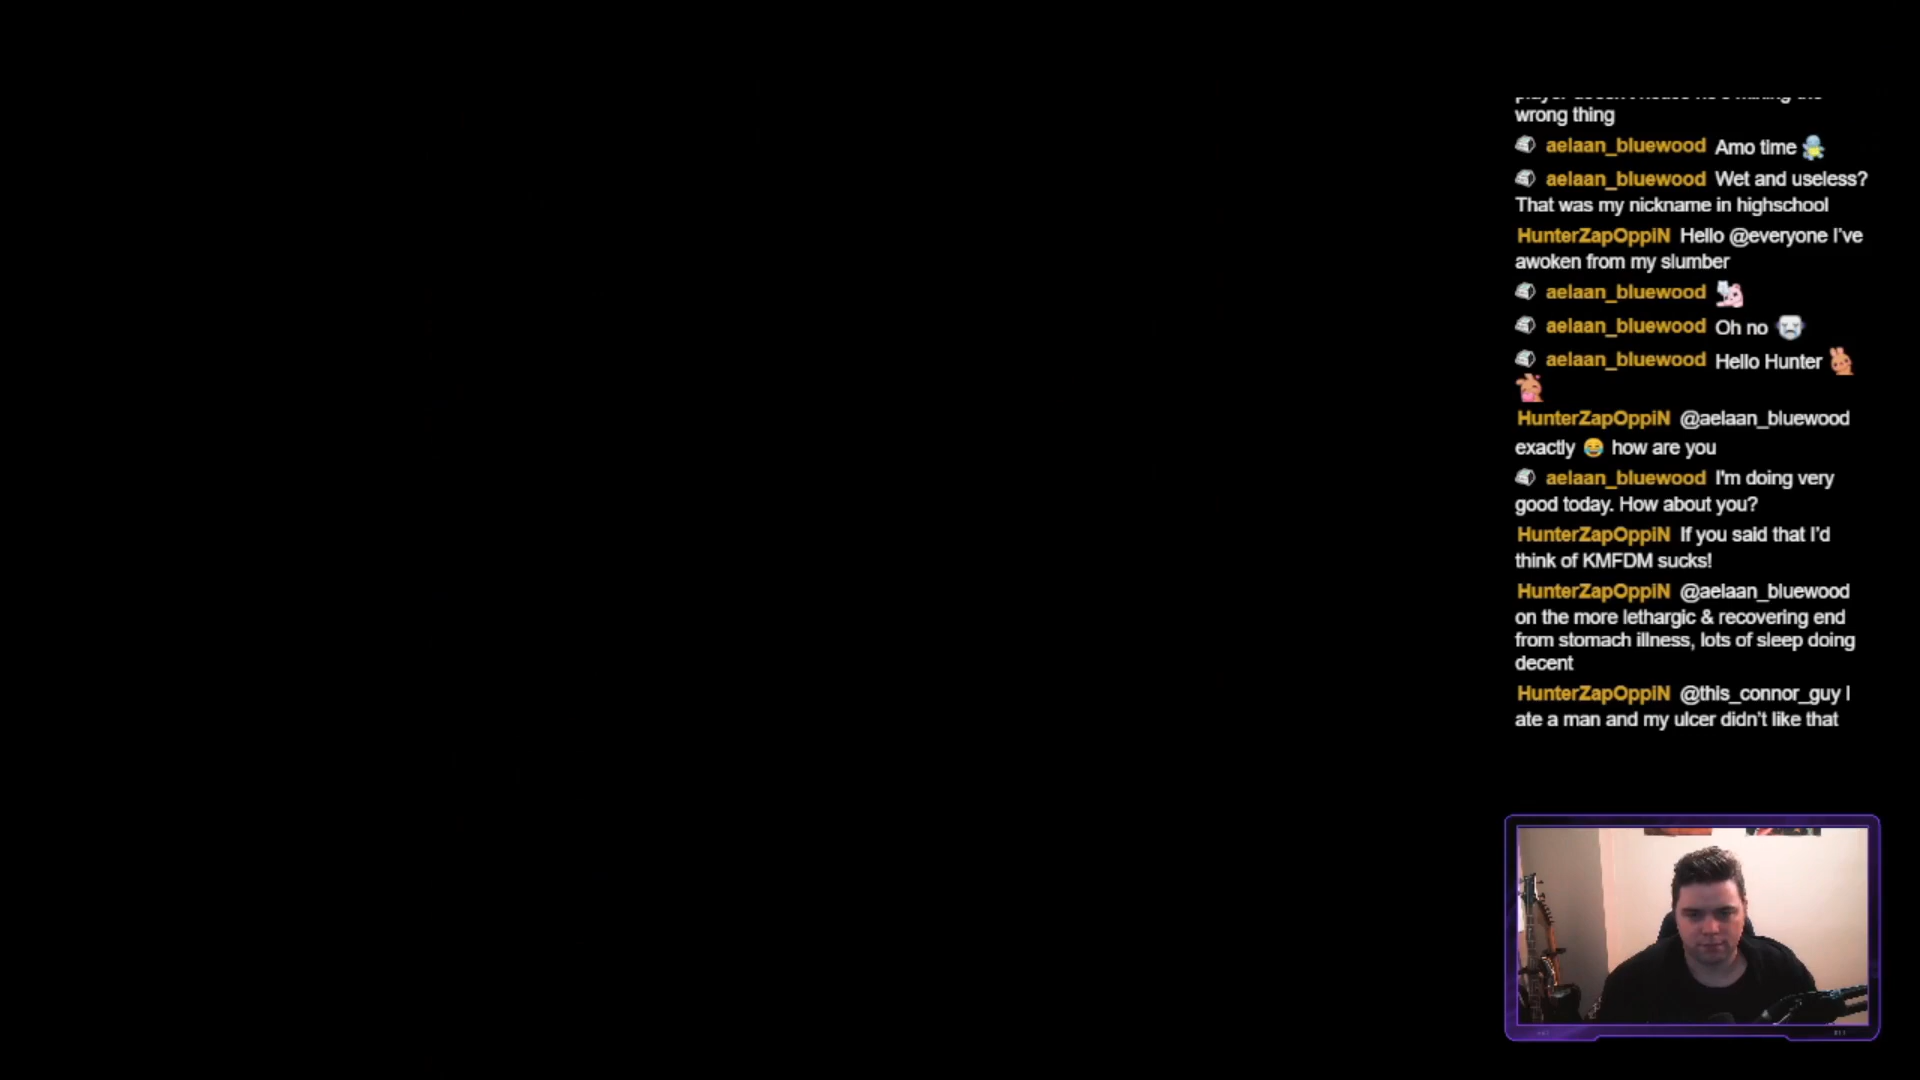 wrong thing
aelaan_bluewood Amo time
aelaan_bluewood Wet and useless?
That was my nickname in highschool
HunterZapOppiN Hello @everyone I've
awoken from my slumber
aelaan_bluewood
aelaan_bluewood Oh no
aelaan_bluewood Hello Hunter
HunterZapOppiN @aelaan_bluewood
exactly 😂 how are you
aelaan_bluewood I'm doing very
good today. How about you?
HunterZapOppiN If you said that I'd
think of KMFDM sucks!
HunterZapOppiN @aelaan_bluewood
on the more lethargic & recovering end
from stomach illness, lots of sleep doing
decent
HunterZapOppiN @this_connor_guy I
ate a man and my ulcer didn't like that